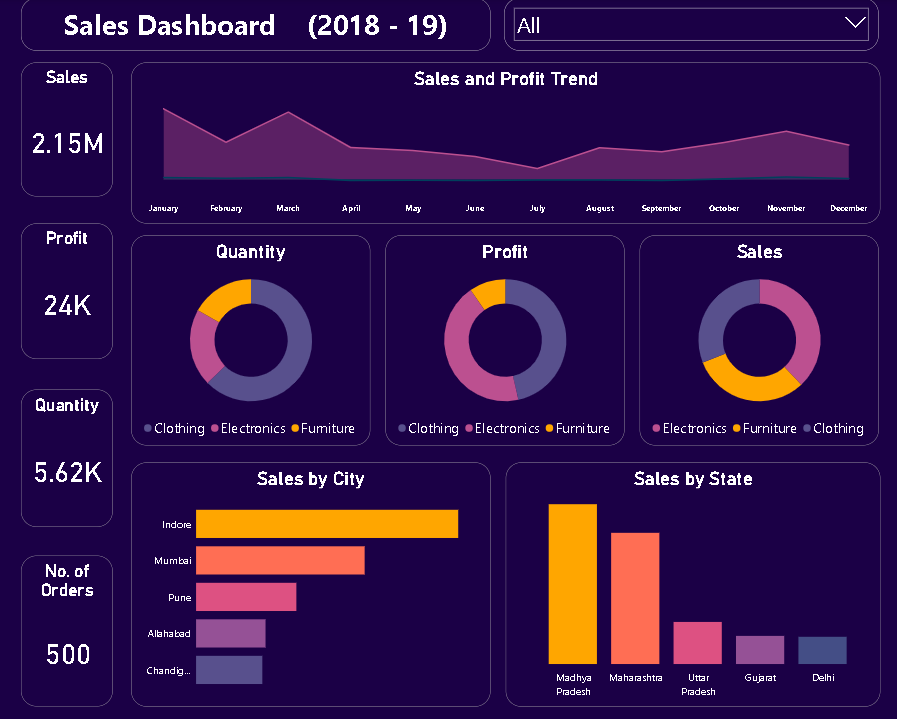 Sales Dashboard (2018 - 19)
All
Sales
2.15M
Profit
24K
Quantity
5.62K
No. of
Orders
500
Sales and Profit Trend
January February March April May June July August September October November December
Quantity
Clothing Electronics Furniture
Profit
Clothing Electronics Furniture
Sales
Electronics Furniture Clothing
Sales by City
Indore
Mumbai
Pune
Allahabad
Chandig...
Sales by State
Madhya Pradesh
Maharashtra
Uttar Pradesh
Gujarat
Delhi